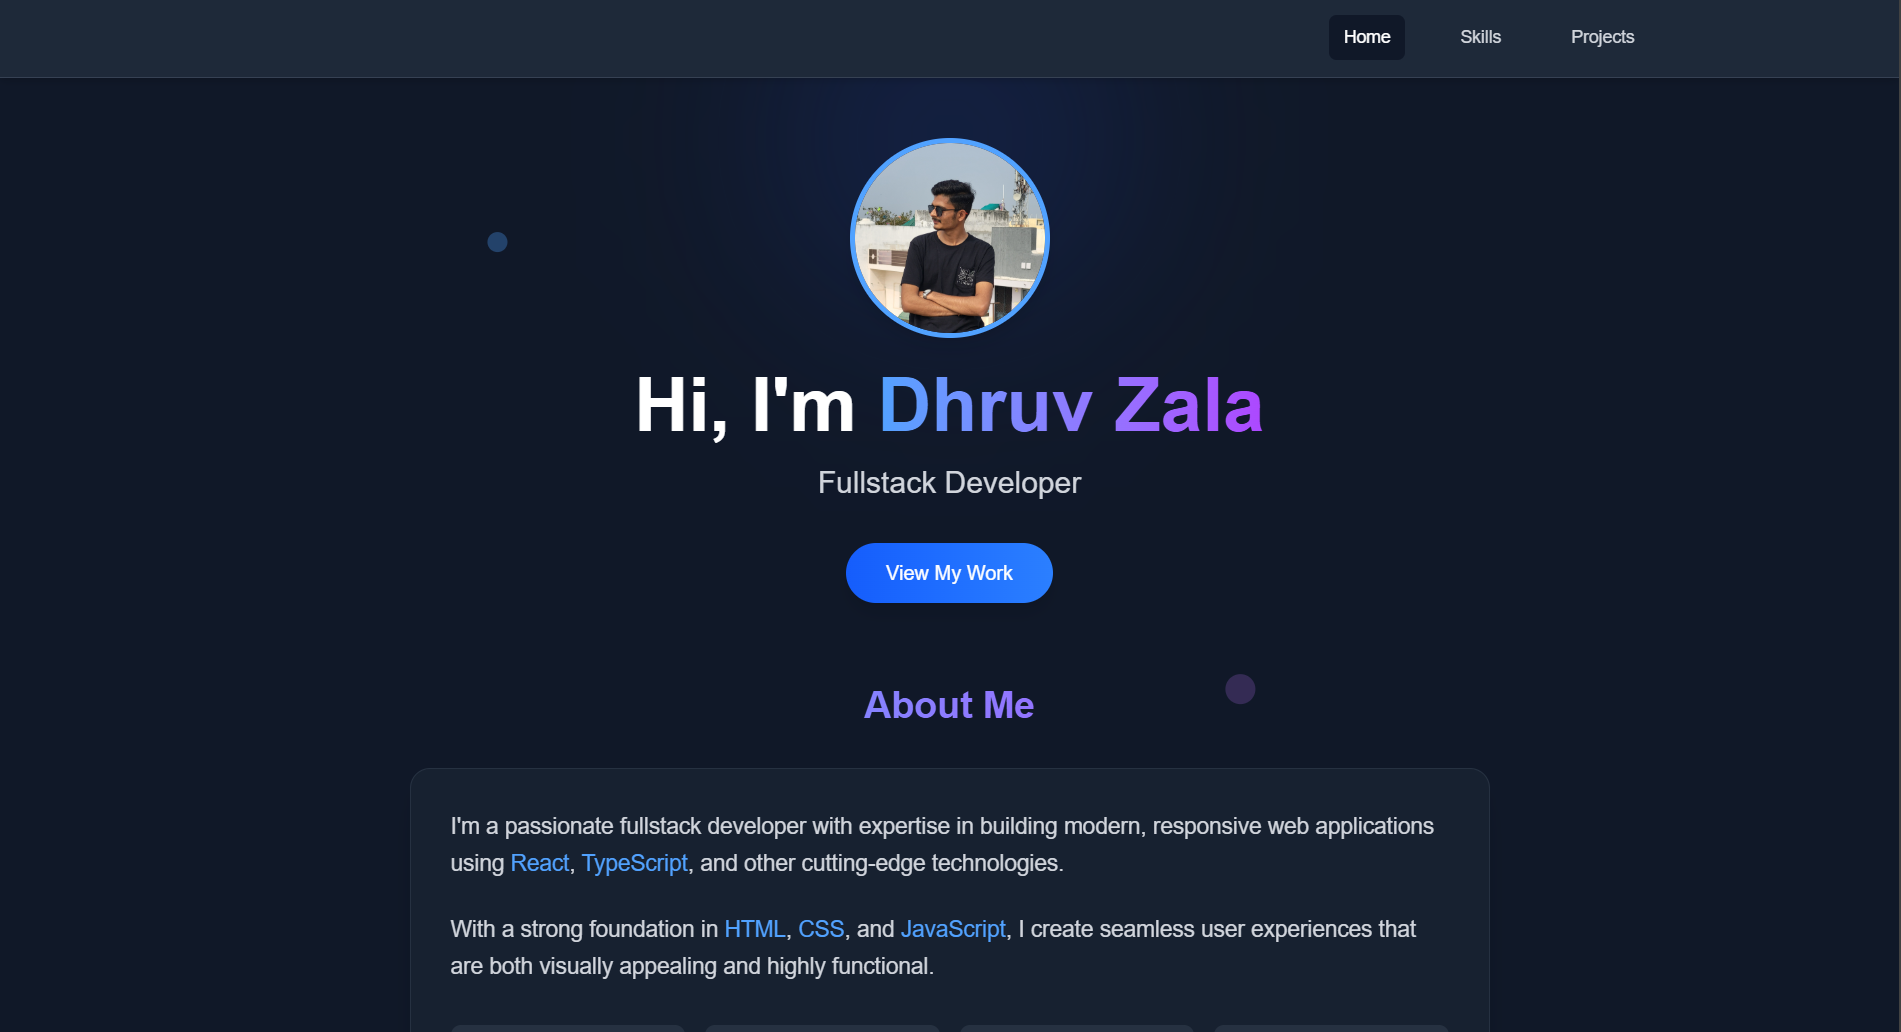 Home Skills Projects
Hi, I'm Dhruv Zala
Fullstack Developer
View My Work
About Me
I'm a passionate fullstack developer with expertise in building modern, responsive web applications
using React, TypeScript, and other cutting-edge technologies.
With a strong foundation in HTML, CSS, and JavaScript, I create seamless user experiences that
are both visually appealing and highly functional.